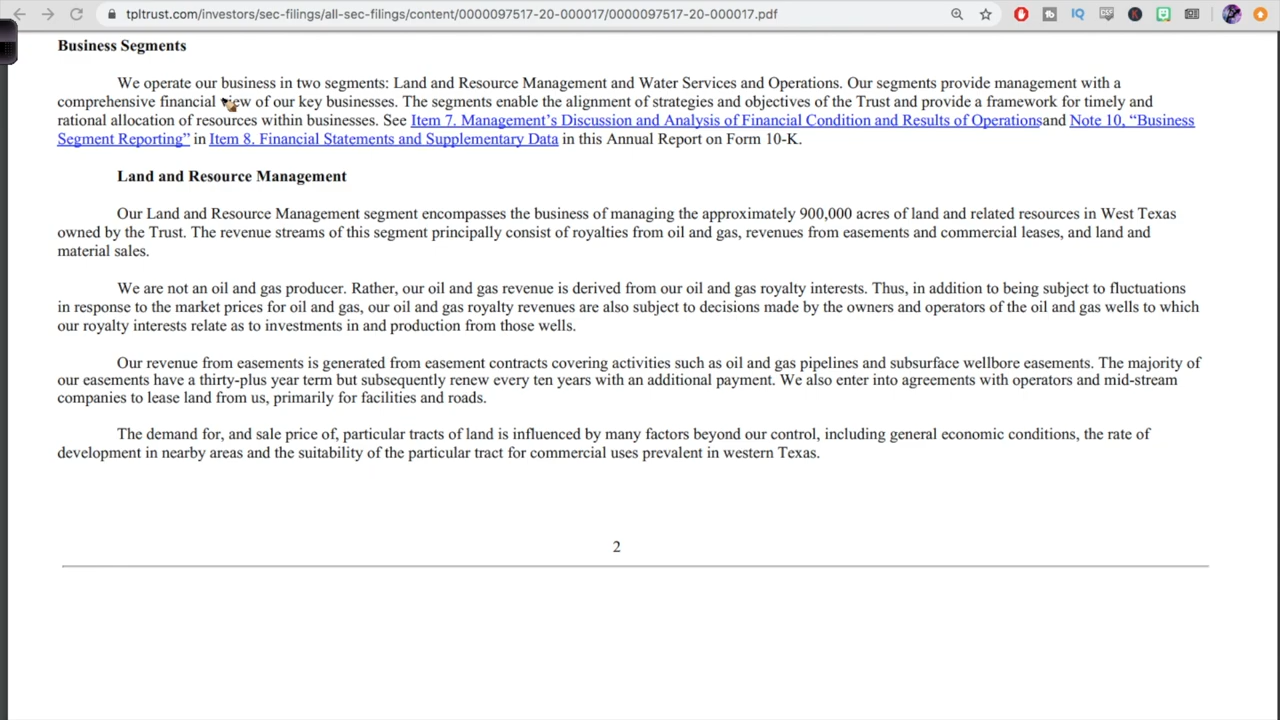 tpltrust.com/investors/sec-filings/all-sec-filings/content/0000097517-20-000017/0000097517-20-000017.pdf
Business Segments
We operate our business in two segments: Land and Resource Management and Water Services and Operations. Our segments provide management with a
comprehensive financial view of our key businesses. The segments enable the alignment of strategies and objectives of the Trust and provide a framework for timely and
rational allocation of resources within businesses. See Item 7. Management’s Discussion and Analysis of Financial Condition and Results of Operationsand Note 10, “Business
Segment Reporting” in Item 8. Financial Statements and Supplementary Data in this Annual Report on Form 10-K.
Land and Resource Management
Our Land and Resource Management segment encompasses the business of managing the approximately 900,000 acres of land and related resources in West Texas
owned by the Trust. The revenue streams of this segment principally consist of royalties from oil and gas, revenues from easements and commercial leases, and land and
material sales.
We are not an oil and gas producer. Rather, our oil and gas revenue is derived from our oil and gas royalty interests. Thus, in addition to being subject to fluctuations
in response to the market prices for oil and gas, our oil and gas royalty revenues are also subject to decisions made by the owners and operators of the oil and gas wells to which
our royalty interests relate as to investments in and production from those wells.
Our revenue from easements is generated from easement contracts covering activities such as oil and gas pipelines and subsurface wellbore easements. The majority of
our easements have a thirty-plus year term but subsequently renew every ten years with an additional payment. We also enter into agreements with operators and mid-stream
companies to lease land from us, primarily for facilities and roads.
The demand for, and sale price of, particular tracts of land is influenced by many factors beyond our control, including general economic conditions, the rate of
development in nearby areas and the suitability of the particular tract for commercial uses prevalent in western Texas.
2